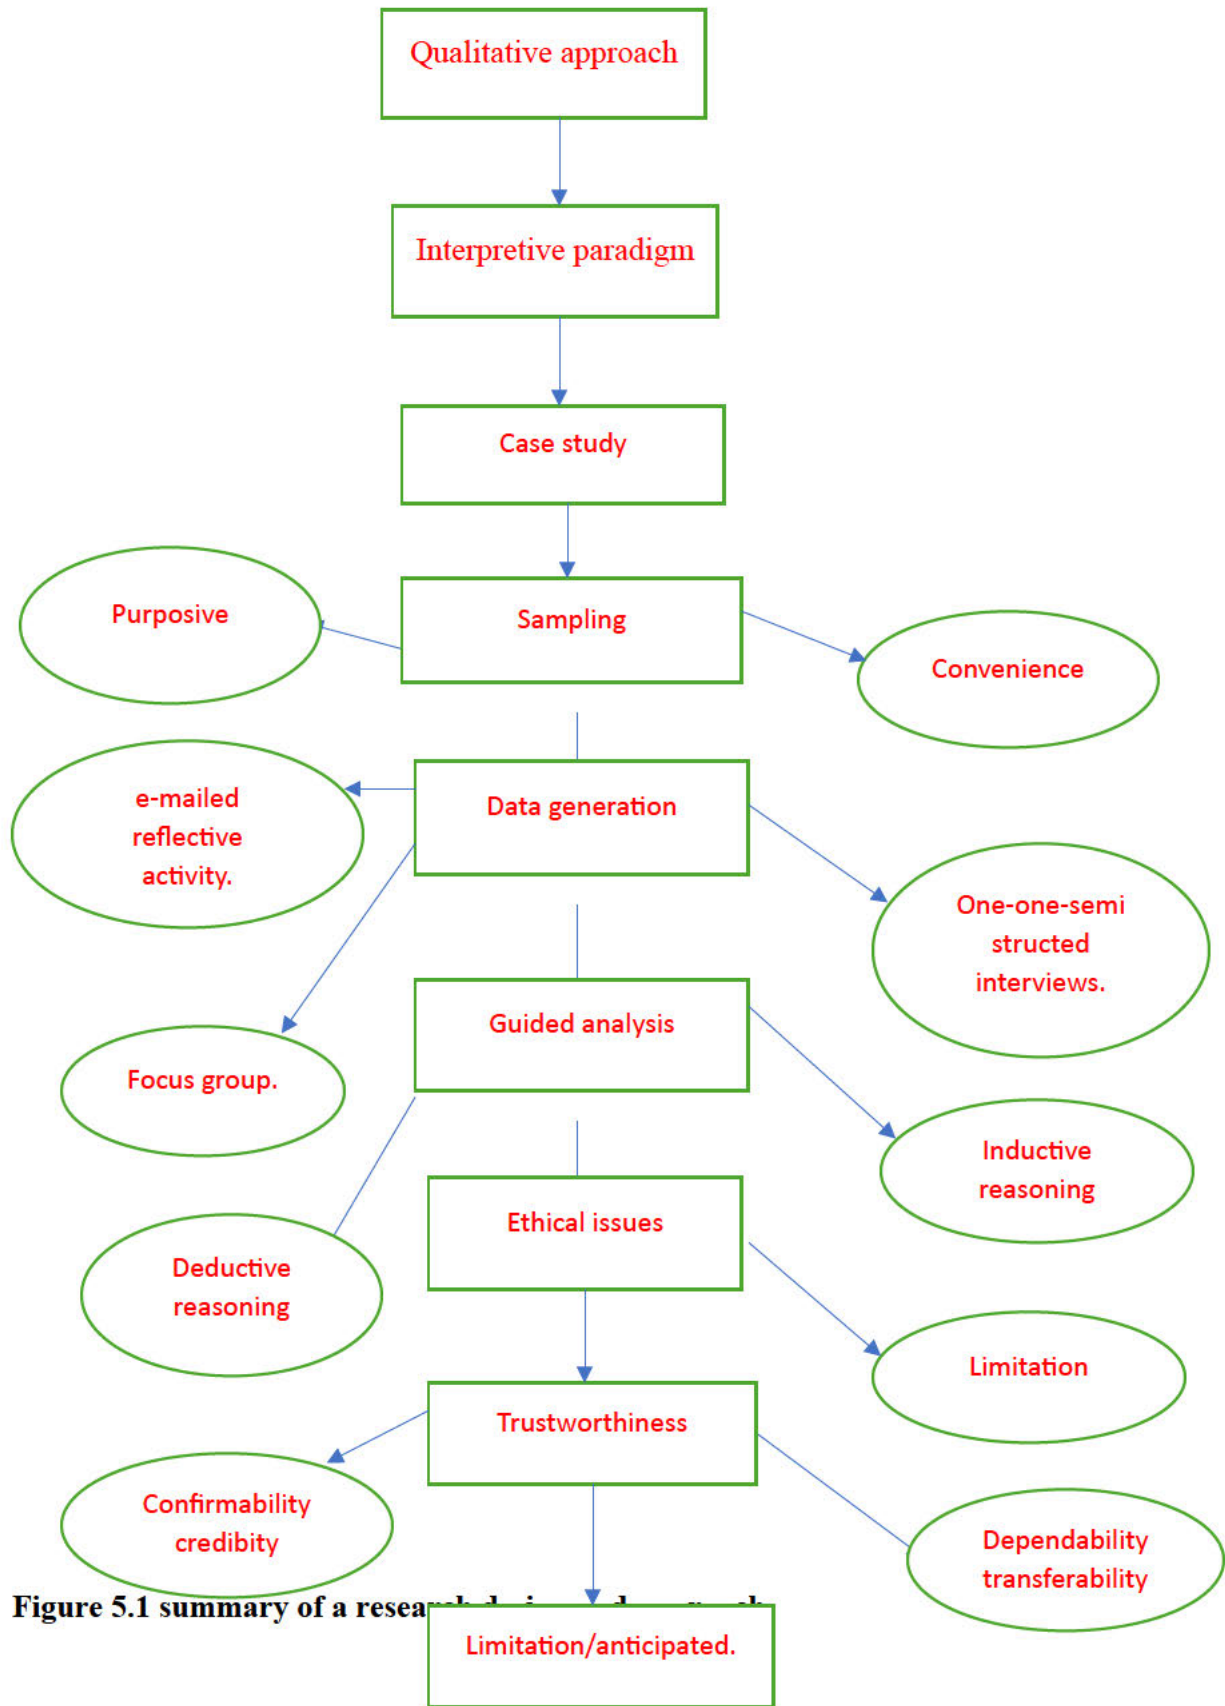 Qualitative approach
Interpretive paradigm
Case study
Purposive
Sampling
Convenience
e-mailed
reflective
activity.
Data generation
One-one-semi
structed
interviews.
Guided analysis
Focus group.
Inductive
reasoning
Ethical issues
Deductive
reasoning
Limitation
Trustworthiness
Confirmability
credibity
Dependability
transferability
Figure 5.1 summary of a research
Limitation/anticipated.